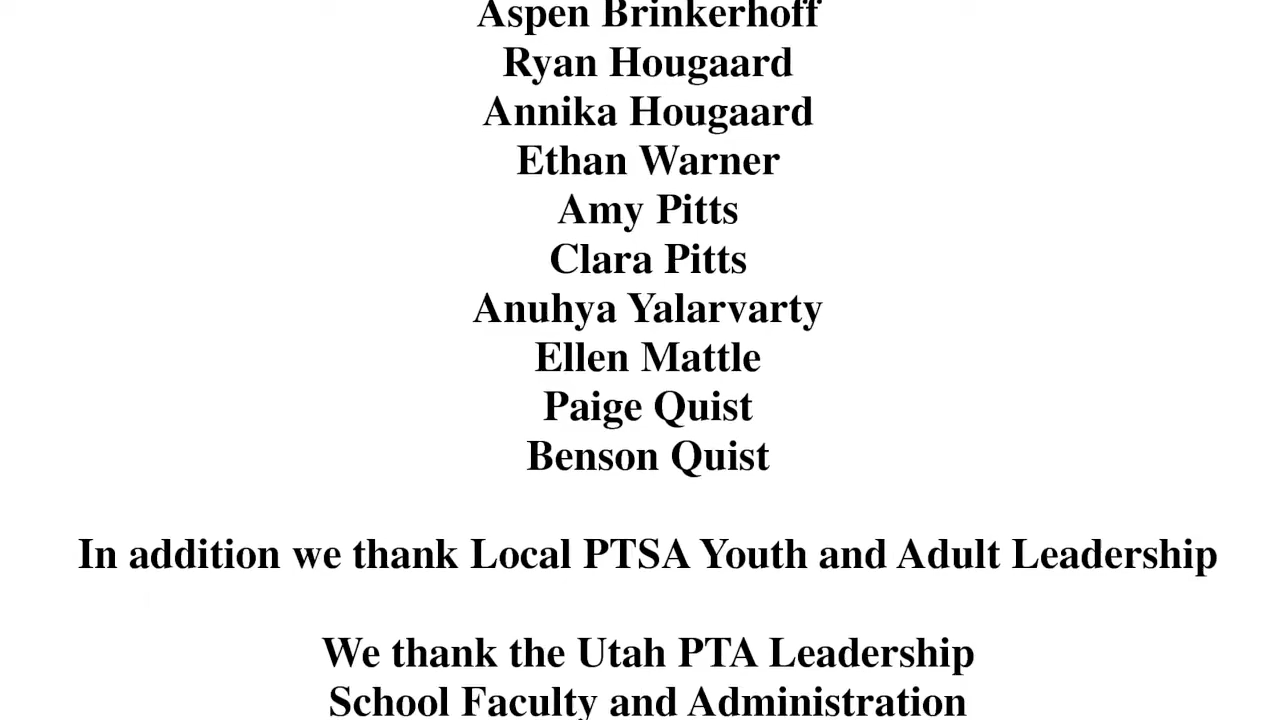 Aspen Brinkerhoff
Ryan Hougaard
Annika Hougaard
Ethan Warner
Amy Pitts
Clara Pitts
Anuhya Yalarvarty
Ellen Mattle
Paige Quist
Benson Quist
In addition we thank Local PTSA Youth and Adult Leadership
We thank the Utah PTA Leadership
School Faculty and Administration